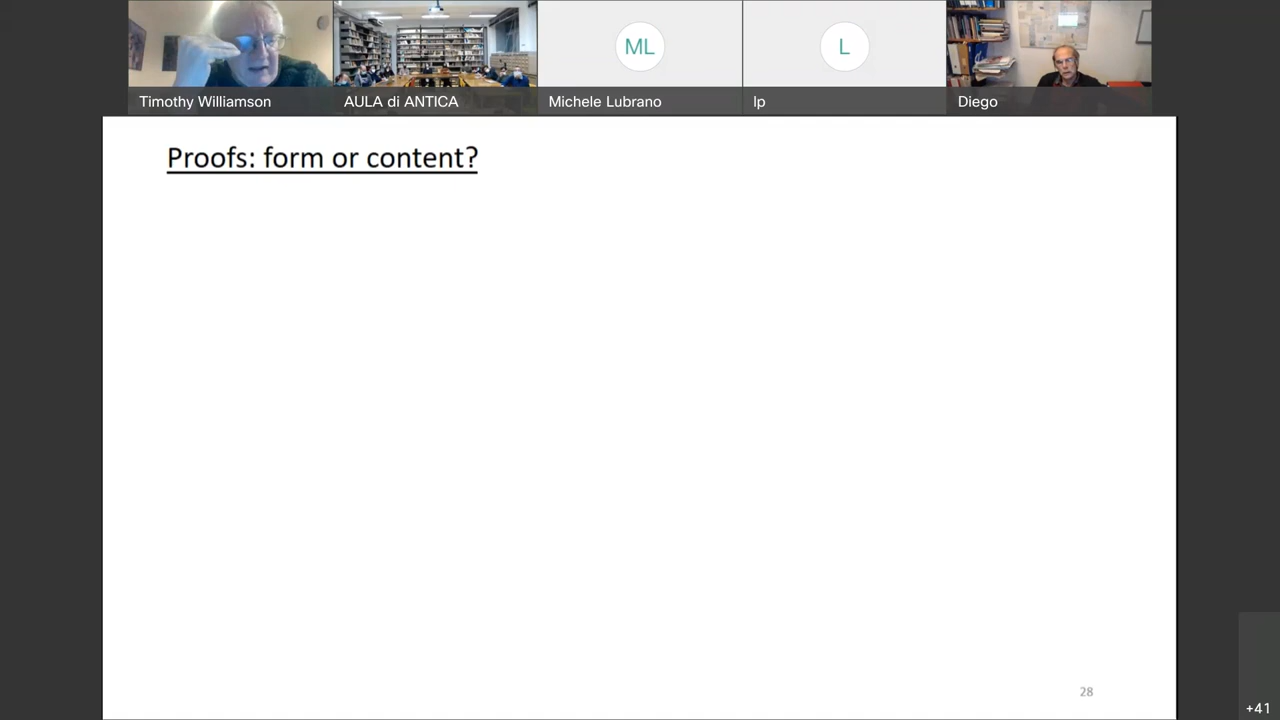 ML
L
Timothy Williamson
AULA di ANTICA
Michele Lubrano
lp
Diego
Proofs: form or content?
28
+41